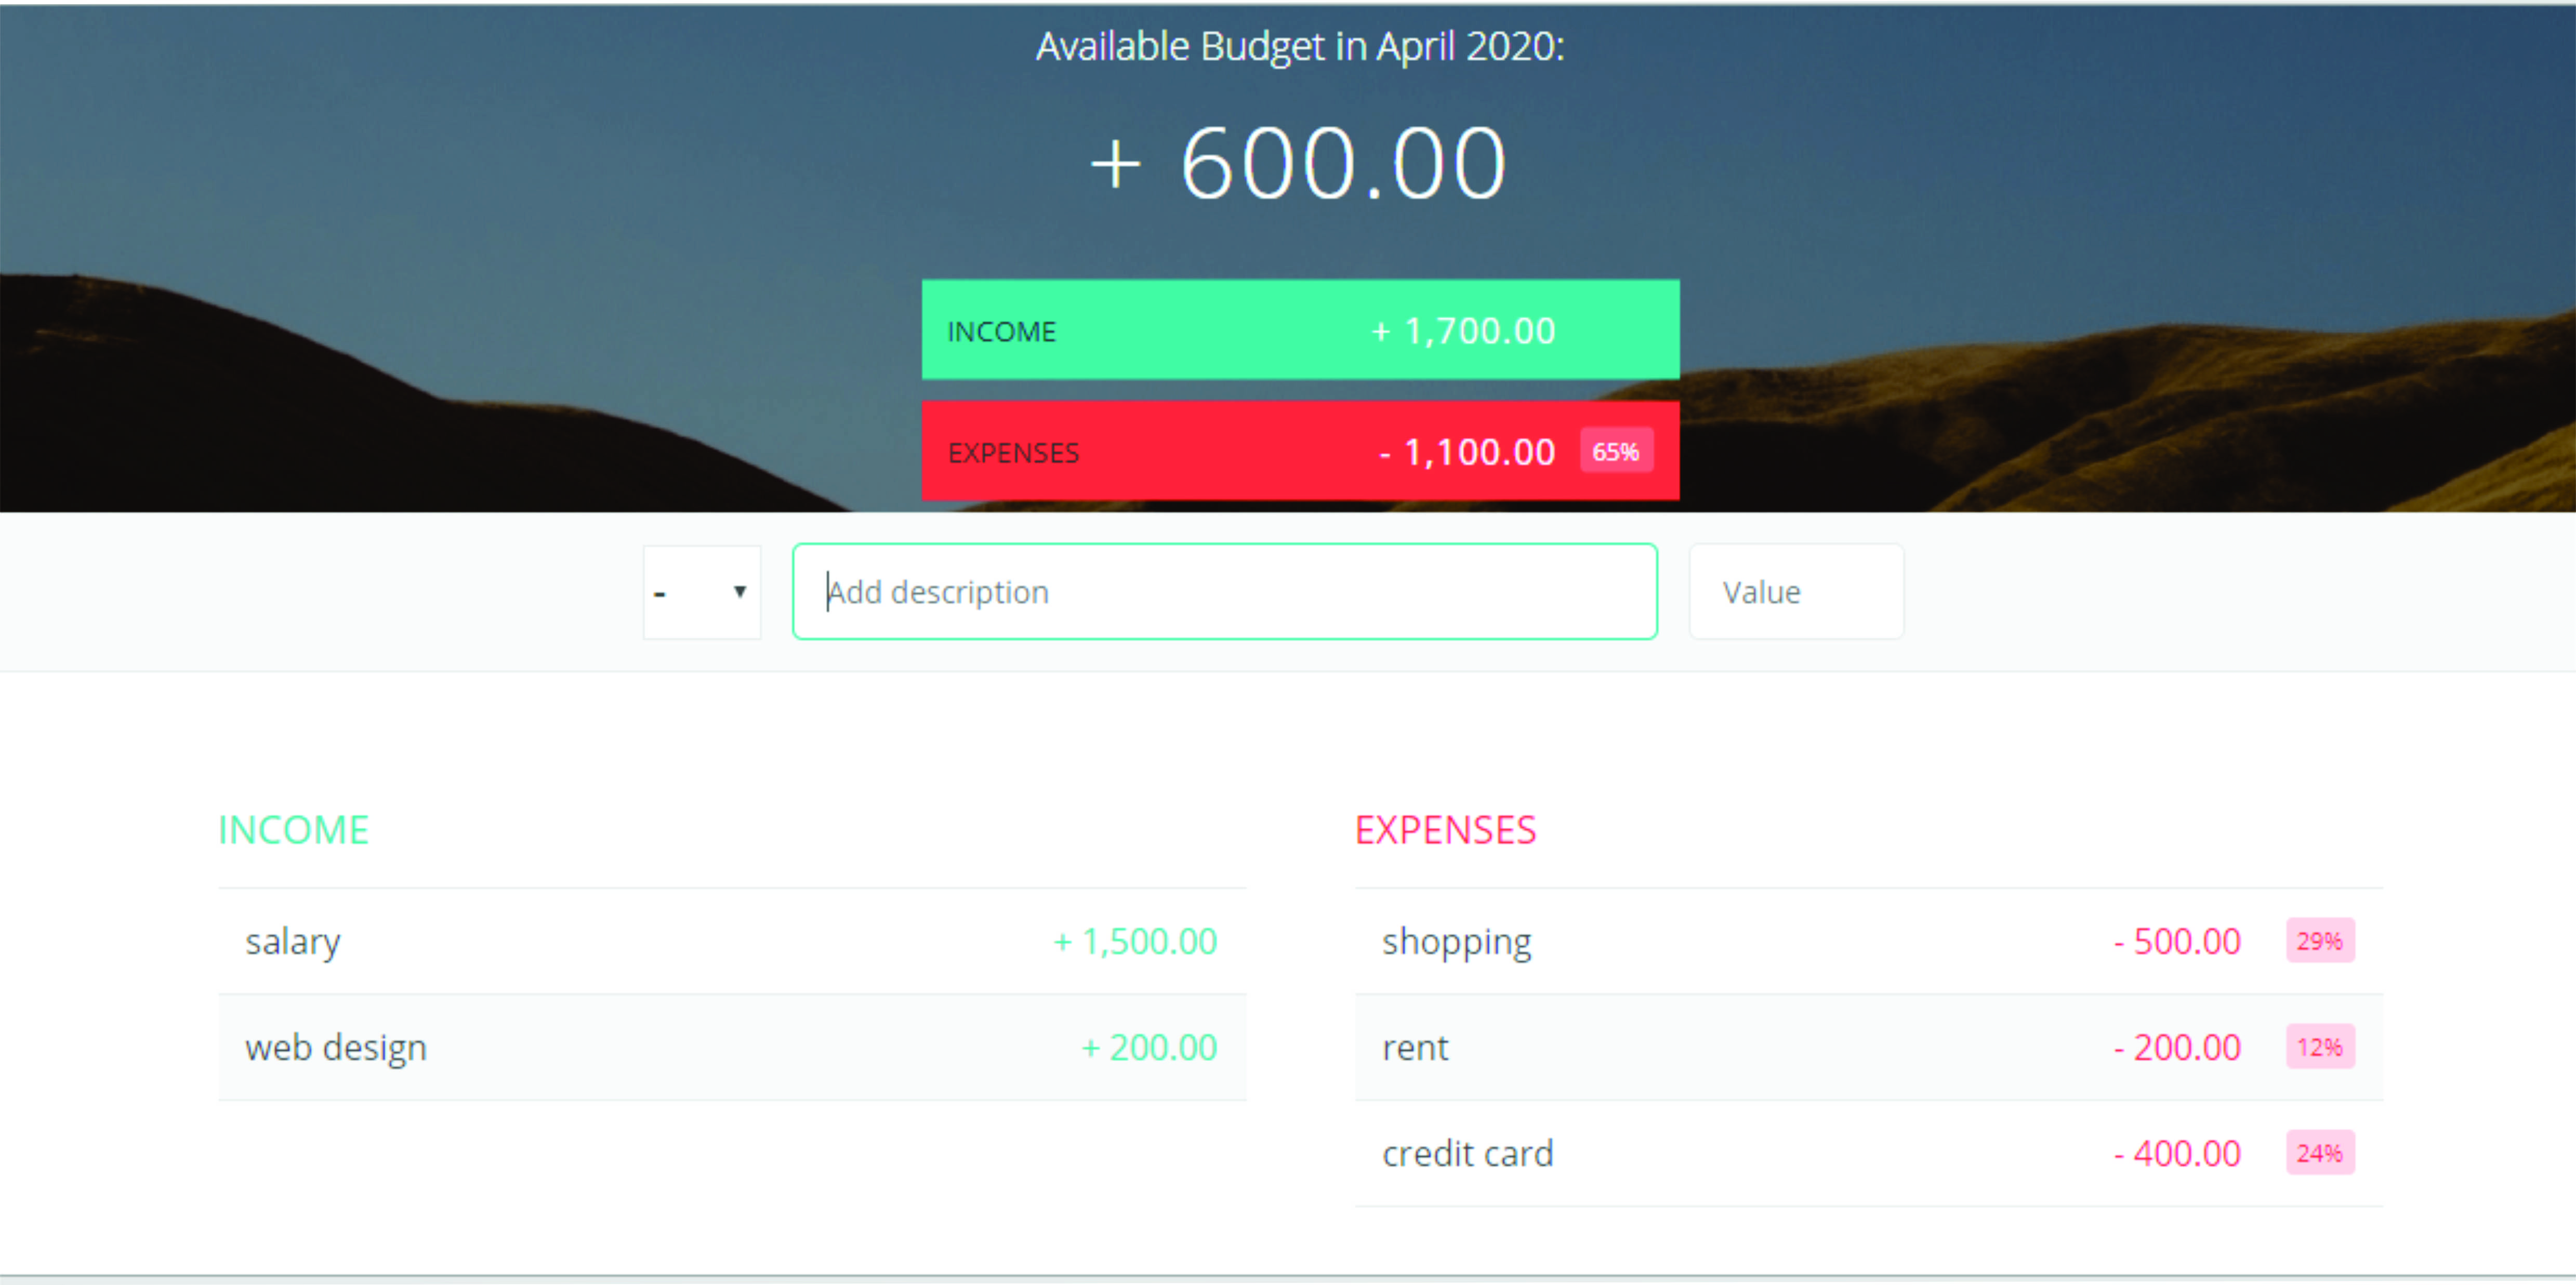 Available Budget in April 2020:
+ 600.00
INCOME + 1,700.00
EXPENSES - 1,100.00 65%
- ▼ Add description Value
INCOME
salary + 1,500.00
web design + 200.00
EXPENSES
shopping - 500.00 29%
rent - 200.00 12%
credit card - 400.00 24%